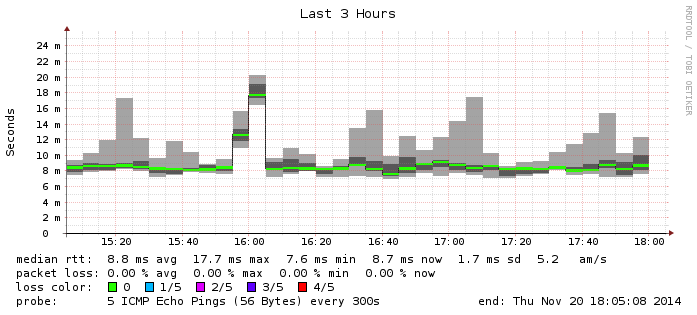 Last 3 Hours
RRDTOOL / TOBI OETIKER
Seconds
24 m
22 m
20 m
18 m
16 m
14 m
12 m
10 m
8 m
6 m
4 m
2 m
0
15:20 15:40 16:00 16:20 16:40 17:00 17:20 17:40 18:00
median rtt: 8.8 ms avg 17.7 ms max 7.6 ms min 8.7 ms now 1.7 ms sd 5.2 am/s
packet loss: 0.00 % avg 0.00 % max 0.00 % min 0.00 % now
loss color: 0 1/5 2/5 3/5 4/5
probe: 5 ICMP Echo Pings (56 Bytes) every 300s end: Thu Nov 20 18:05:08 2014